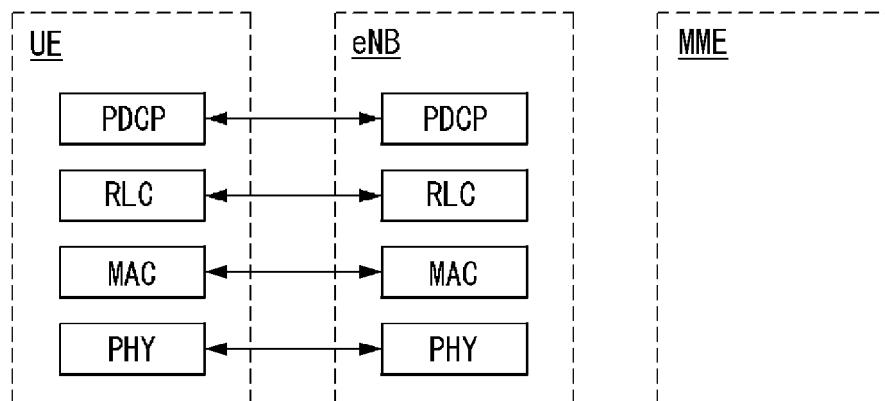 UE eNB MME
PDCP PDCP
RLC RLC
MAC MAC
PHY PHY